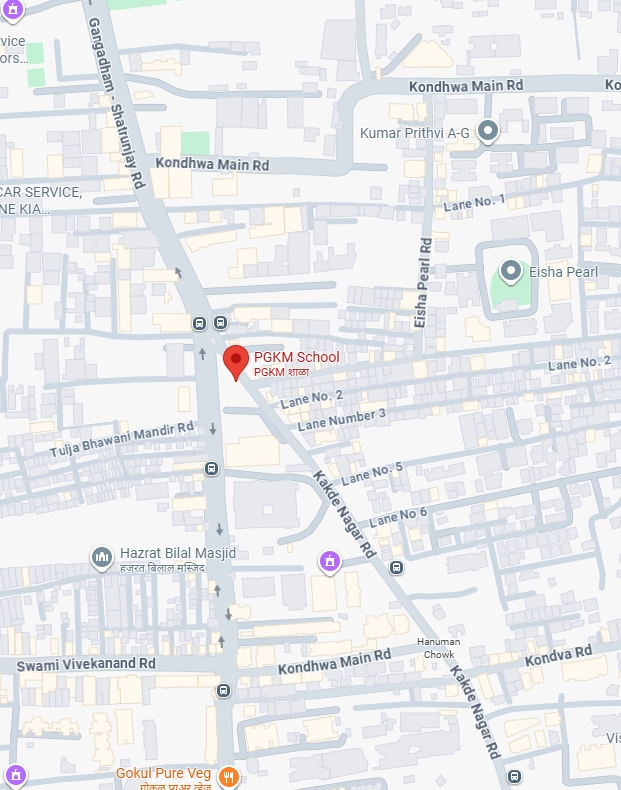 vice
ors...
Gangadham - Shatrunjay Rd
Kondhwa Main Rd
Ko
Kumar Prithvi A-G
Kondhwa Main Rd
CAR SERVICE,
NE KIA...
Lane No. 1
Eisha Pearl Rd
Eisha Pearl
PGKM School
PGKM शाळा
Lane No. 2
Lane No. 2
Lane Number 3
Tulja Bhawani Mandir Rd
Lane No. 5
Kakde Nagar Rd
Lane No 6
Hazrat Bilal Masjid
हजरत बिलाल मस्जिद
Hanuman
Chowk
Kondva Rd
Swami Vivekanand Rd
Kondhwa Main Rd
Kakde Nagar Rd
Vis
Gokul Pure Veg
गोकुळ प्युअर व्हेज